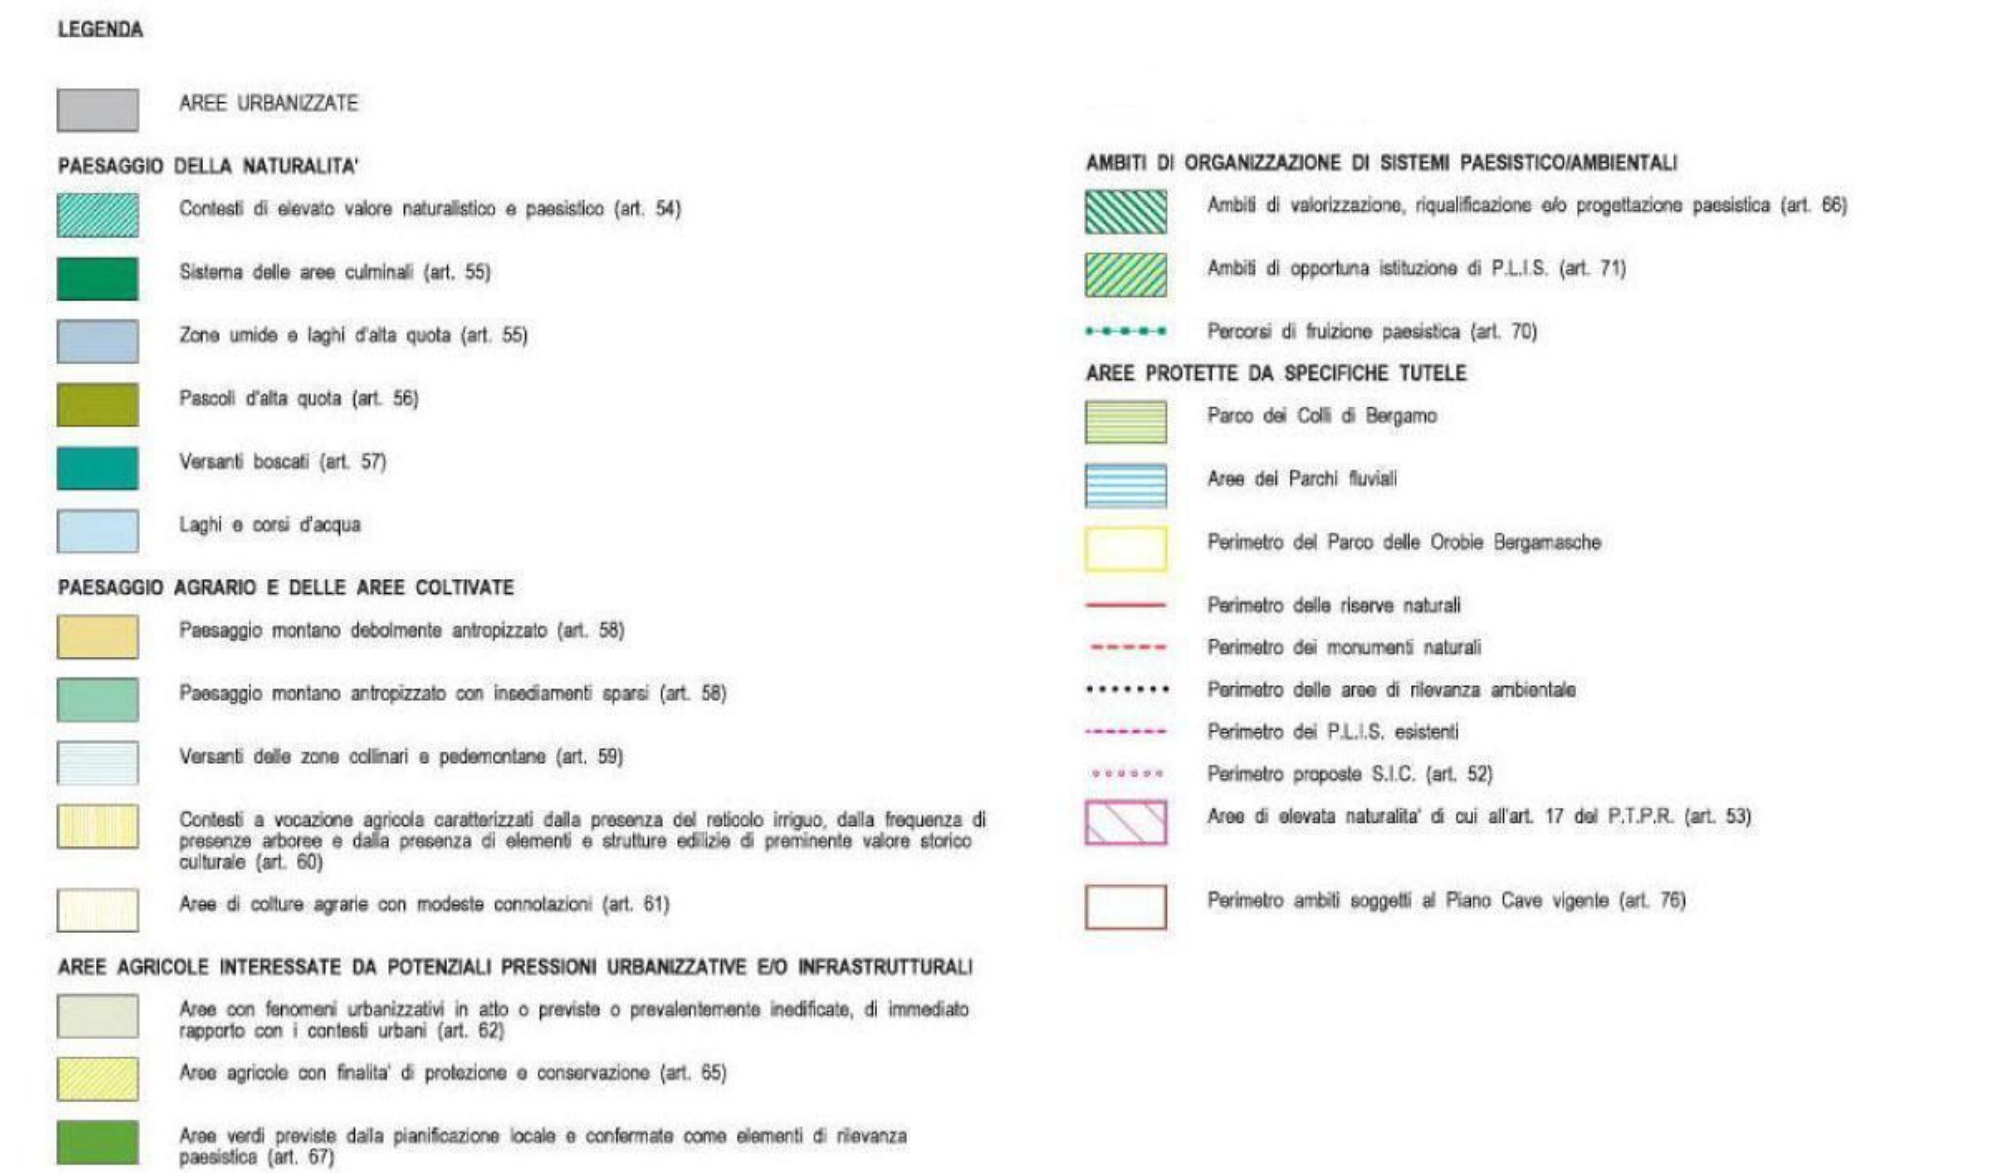 LEGENDA
AREE URBANIZZATE
PAESAGGIO DELLA NATURALITA'
Contesti di elevato valore naturalistico e paesistico (art. 54)
Sistema delle aree culminali (art. 55)
Zone umide e laghi d'alta quota (art. 55)
Pascoli d'alta quota (art. 56)
Versanti boscati (art. 57)
Laghi e corsi d'acqua
PAESAGGIO AGRARIO E DELLE AREE COLTIVATE
Paesaggio montano debolmente antropizzato (art. 58)
Paesaggio montano antropizzato con insediamenti sparsi (art. 58)
Versanti delle zone collinari e pedemontane (art. 59)
Contesti a vocazione agricola caratterizzati dalla presenza del reticolo irriguo, dalla frequenza di
presenze arboree e dalla presenza di elementi e strutture edilizie di preminente valore storico
culturale (art. 60)
Aree di colture agrarie con modeste connotazioni (art. 61)
AREE AGRICOLE INTERESSATE DA POTENZIALI PRESSIONI URBANIZZATIVE E/O INFRASTRUTTURALI
Aree con fenomeni urbanizzativi in atto o previste o prevalentemente inedificate, di immediato
rapporto con i contesti urbani (art. 62)
Aree agricole con finalita' di protezione e conservazione (art. 65)
Aree verdi previste dalla pianificazione locale e confermate come elementi di rilevanza
paesistica (art. 67)
AMBITI DI ORGANIZZAZIONE DI SISTEMI PAESISTICO/AMBIENTALI
Ambiti di valorizzazione, riqualificazione e/o progettazione paesistica (art. 66)
Ambiti di opportuna istituzione di P.L.I.S. (art. 71)
Percorsi di fruizione paesistica (art. 70)
AREE PROTETTE DA SPECIFICHE TUTELE
Parco dei Colli di Bergamo
Aree dei Parchi fluviali
Perimetro del Parco delle Orobie Bergamasche
Perimetro delle riserve naturali
Perimetro dei monumenti naturali
Perimetro delle aree di rilevanza ambientale
Perimetro dei P.L.I.S. esistenti
Perimetro proposte S.I.C. (art. 52)
Aree di elevata naturalita' di cui all'art. 17 del P.T.P.R. (art. 53)
Perimetro ambiti soggetti al Piano Cave vigente (art. 76)